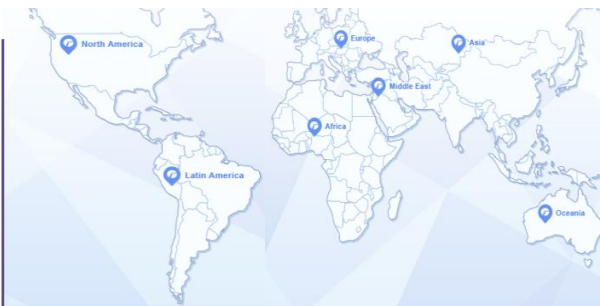 North America
Europe
Asia
Middle East
Africa
Latin America
Oceania